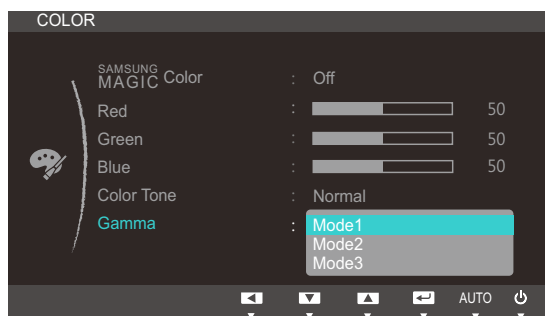 COLOR
SAMSUNG MAGIC Color : Off
Red : 50
Green : 50
Blue : 50
Color Tone : Normal
Gamma : Mode1
Mode2
Mode3
AUTO